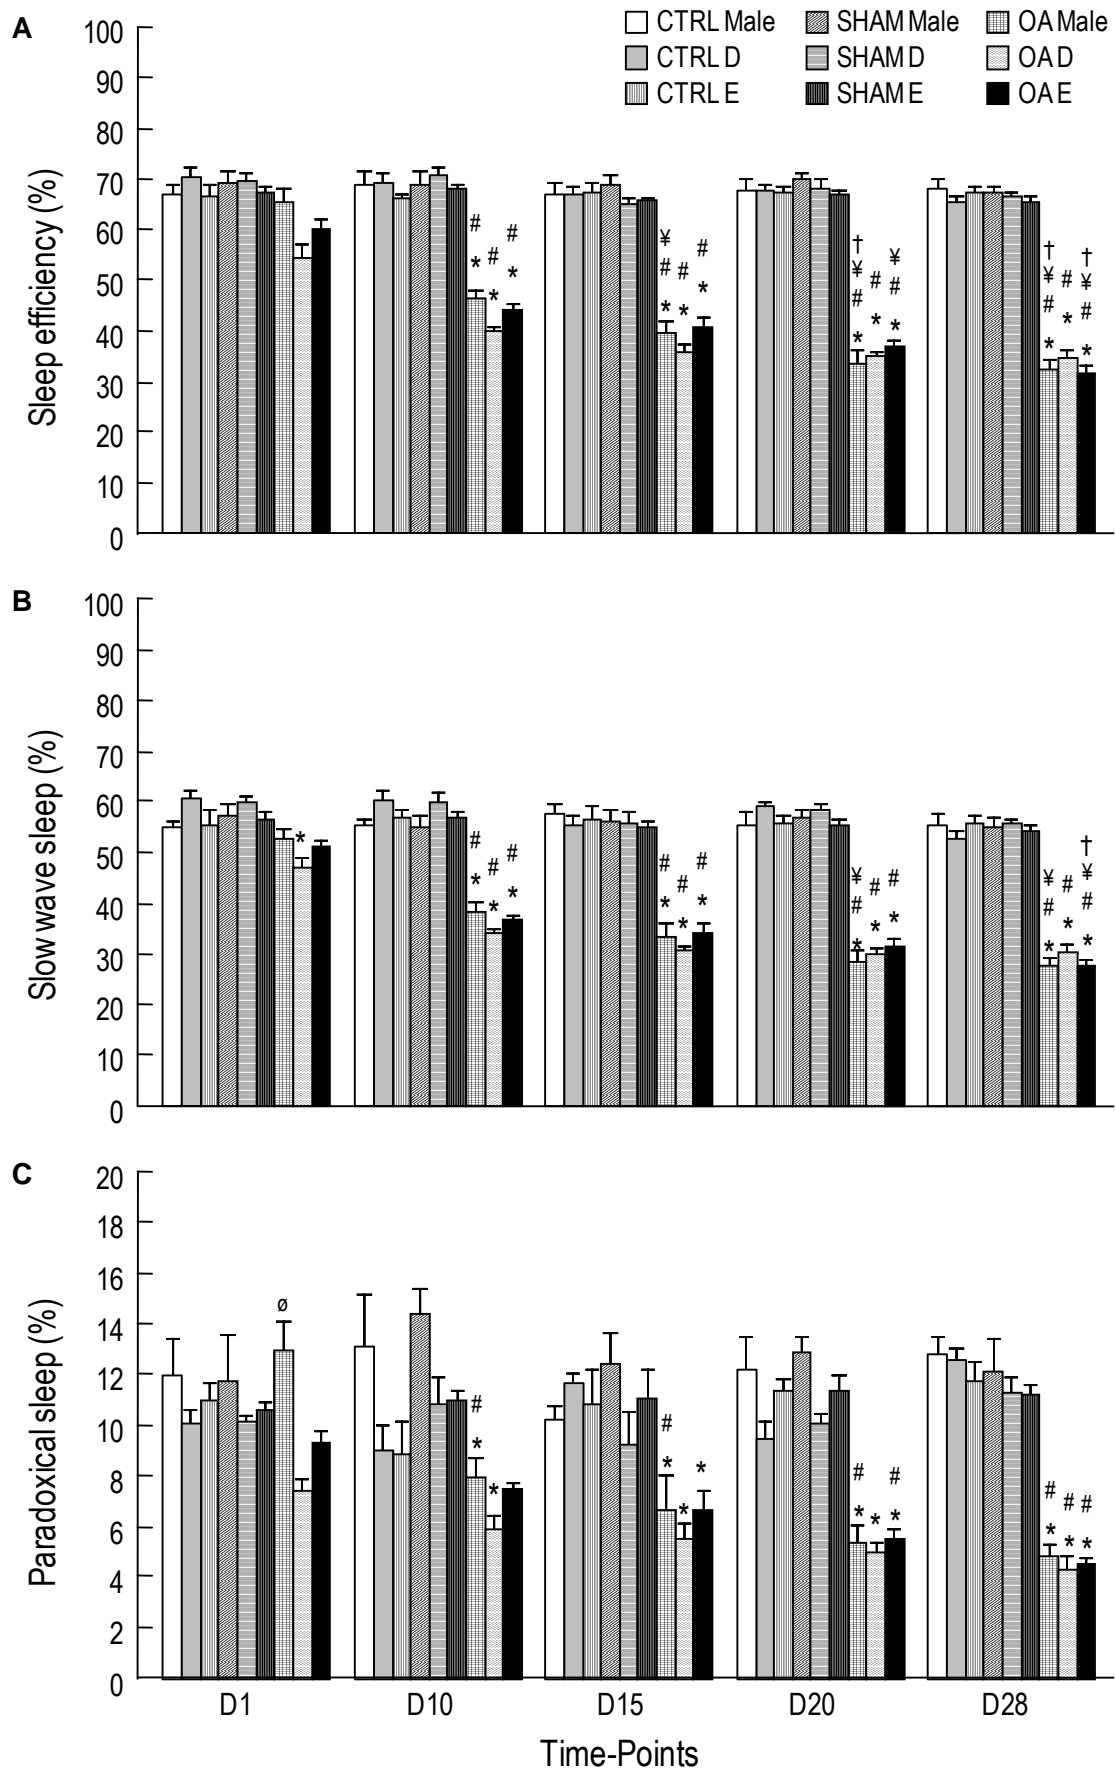 A
CTRL Male
SHAM Male
OA Male
CTRL D
SHAM D
OA D
CTRL E
SHAM E
OA E
Sleep efficiency (%)
100
90
80
70
60
50
40
30
20
10
0
# * # * # *
¥ # * # * # *
† ¥ # * # * ¥ # *
† ¥ # * # * † ¥ # *
B
Slow wave sleep (%)
100
90
80
70
60
50
40
30
20
10
0
*
# * # * # *
# * # * # *
¥ # * # * # *
¥ # * # * † ¥ # *
C
Paradoxical sleep (%)
20
18
16
14
12
10
8
6
4
2
0
ø
# * *
# * * *
# * * # *
# * # * # *
D1 D10 D15 D20 D28
Time-Points